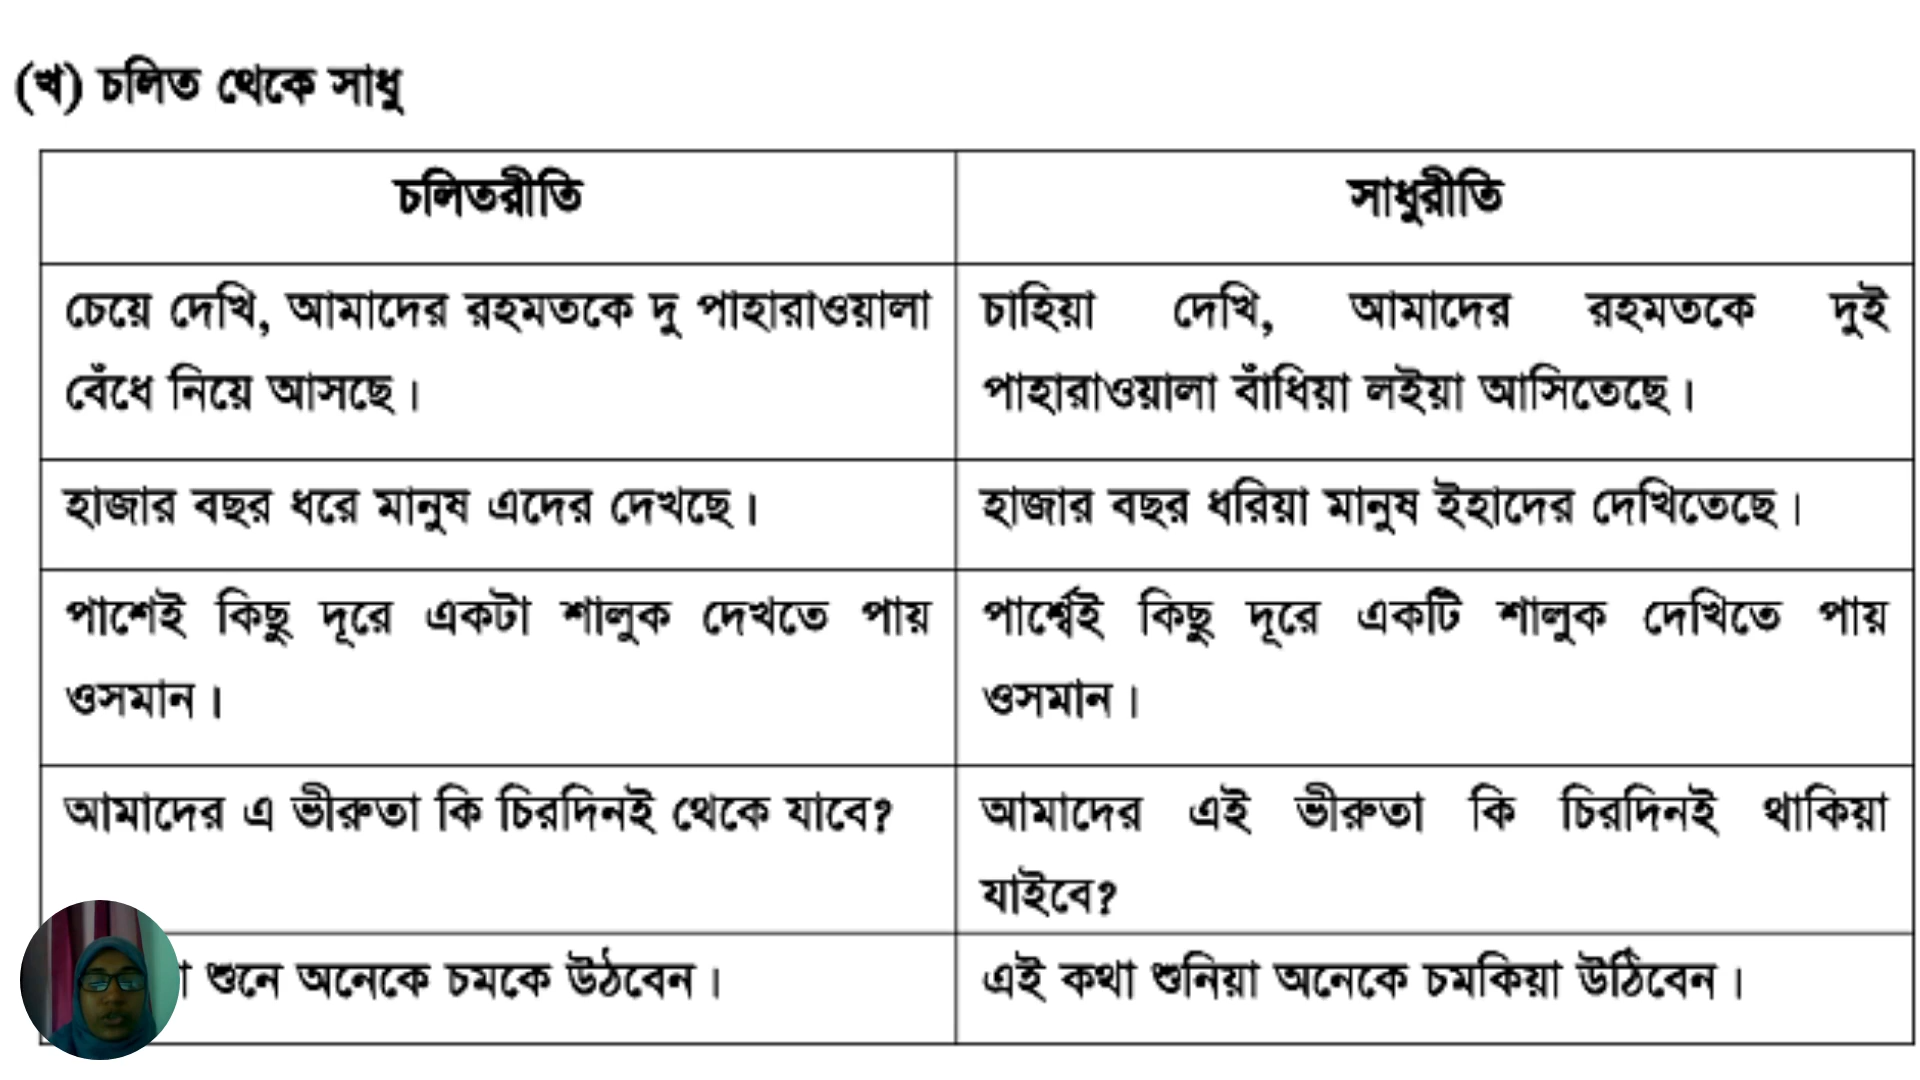 (খ) চলিত থেকে সাধু
চলিতরীতি
সাধুরীতি
চেয়ে দেখি, আমাদের রহমতকে দু পাহারাওয়ালা
বেঁধে নিয়ে আসছে।
চাহিয়া দেখি, আমাদের রহমতকে দুই
পাহারাওয়ালা বাঁধিয়া লইয়া আসিতেছে।
হাজার বছর ধরে মানুষ এদের দেখছে।
হাজার বছর ধরিয়া মানুষ ইহাদের দেখিতেছে।
পাশেই কিছু দূরে একটা শালুক দেখতে পায়
ওসমান।
পার্শ্বেই কিছু দূরে একটি শালুক দেখিতে পায়
ওসমান।
আমাদের এ ভীরুতা কি চিরদিনই থেকে যাবে?
আমাদের এই ভীরুতা কি চিরদিনই থাকিয়া
যাইবে?
শুনে অনেকে চমকে উঠবেন।
এই কথা শুনিয়া অনেকে চমকিয়া উঠিবেন।